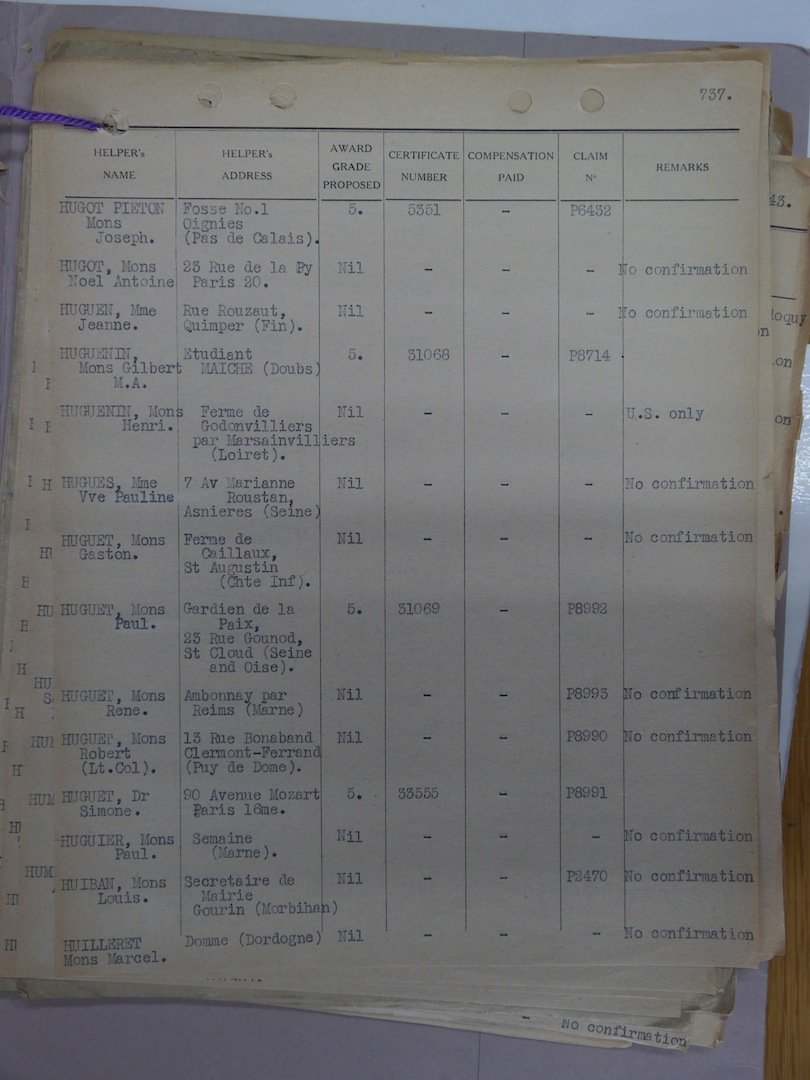 737.
HELPER's NAME | HELPER's ADDRESS | AWARD GRADE PROPOSED | CERTIFICATE NUMBER | COMPENSATION PAID | CLAIM N° | REMARKS
HUGOT PIETON Fosse No.1 5. 5351 - P6432
Mons Oignies
Joseph. (Pas de Calais).
HUGOT, Mons 23 Rue de la Py Nil - - - No confirmation
Noel Antoine Paris 20.
HUGUEN, Mme Rue Rouzaut, Nil - - - No confirmation
Jeanne. Quimper (Fin).
HUGUENIN, Etudiant 5. 31068 - P8714
Mons Gilbert MAICHE (Doubs)
M.A.
HUGUENIN, Mons Ferme de Nil - - - U.S. only
Henri. Godonvilliers
par Marsainvilliers
(Loiret).
HUGUES, Mme 7 Av Marianne Nil - - - No confirmation
Vve Pauline Roustan,
Asnieres (Seine)
HUGUET, Mons Ferme de Nil - - - No confirmation
Gaston. Caillaux,
St Augustin
(Chte Inf).
HUGUET, Mons Gardien de la 5. 31069 - P8992
Paul. Paix,
23 Rue Gounod,
St Cloud (Seine
and Oise).
HUGUET, Mons Ambonnay par Nil - - P8993 No confirmation
Rene. Reims (Marne)
HUGUET, Mons 13 Rue Bonaband Nil - - P8990 No confirmation
Robert Clermont-Ferrand
(Lt.Col). (Puy de Dome).
HUGUET, Dr 90 Avenue Mozart 5. 33555 - P8991
Simone. Paris 16me.
HUGUIER, Mons Semaine Nil - - - No confirmation
Paul. (Marne).
HUIBAN, Mons Secretaire de Nil - - P2470 No confirmation
Louis. Mairie
Gourin (Morbihan)
HUILLERET Domme (Dordogne) Nil - - - No confirmation
Mons Marcel.
- No confirmation